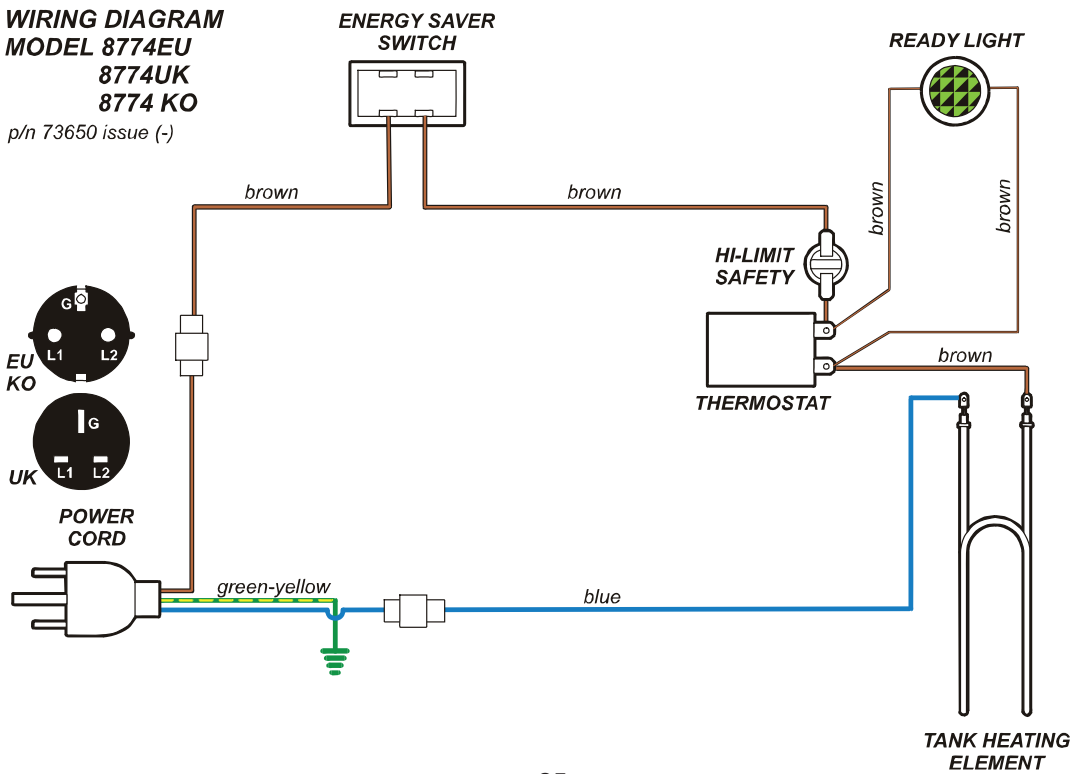 WIRING DIAGRAM
MODEL 8774EU
8774UK
8774 KO
p/n 73650 issue (-)
ENERGY SAVER
SWITCH
READY LIGHT
brown
brown
brown
brown
HI-LIMIT
SAFETY
G
L1 L2
EU
KO
THERMOSTAT
brown
G
L1 L2
UK
POWER
CORD
green-yellow
blue
TANK HEATING
ELEMENT